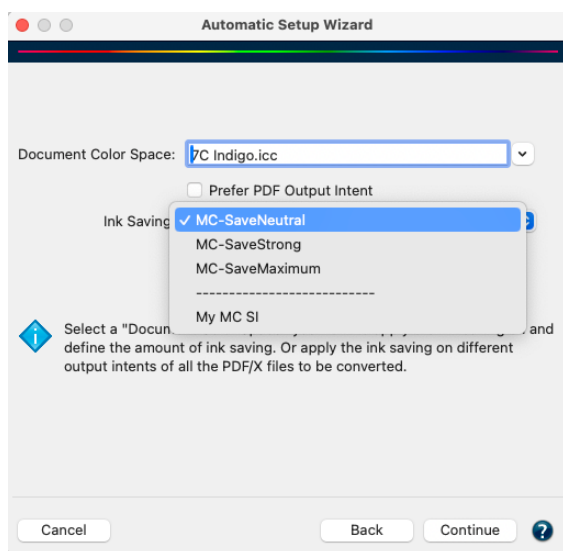 Automatic Setup Wizard
Document Color Space: 7C Indigo.icc
Prefer PDF Output Intent
Ink Saving ✓ MC-SaveNeutral
MC-SaveStrong
MC-SaveMaximum
---------------------------
My MC SI
Select a "Docum and
define the amount of ink saving. Or apply the ink saving on different
output intents of all the PDF/X files to be converted.
Cancel Back Continue ?